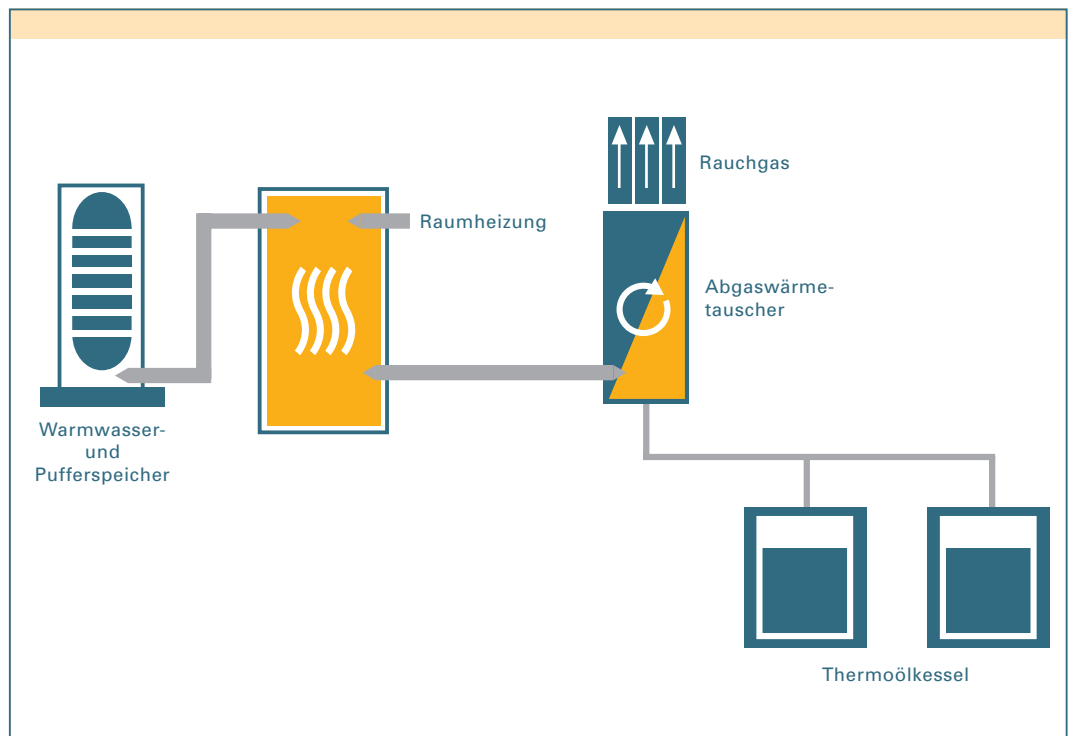 Rauchgas
Raumheizung
Abgaswärme-
tauscher
Warmwasser-
und
Pufferspeicher
Thermoölkessel